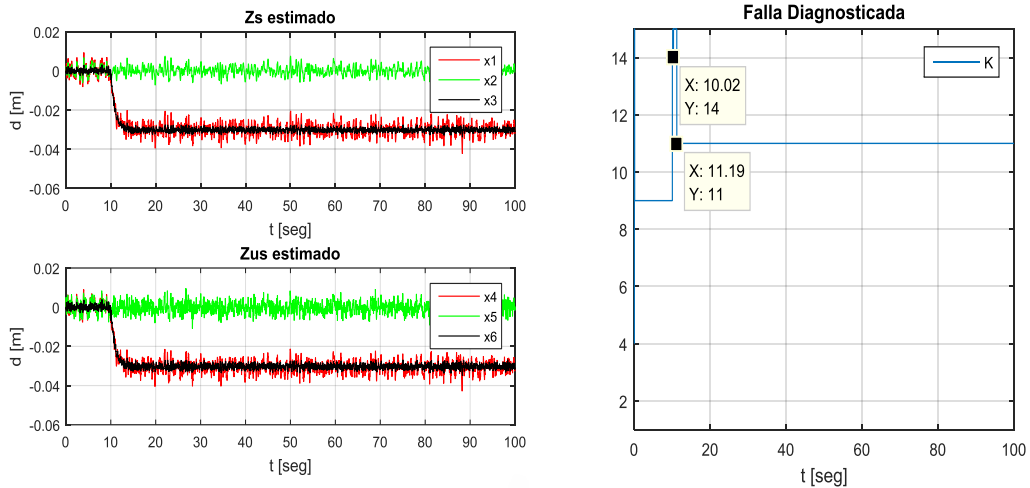 Zs estimado
0.02
0
-0.02
-0.04
-0.06
d [m]
x1
x2
x3
0 10 20 30 40 50 60 70 80 90 100
t [seg]
Zus estimado
0.02
0
-0.02
-0.04
-0.06
d [m]
x4
x5
x6
0 10 20 30 40 50 60 70 80 90 100
t [seg]
Falla Diagnosticada
14
12
10
8
6
4
2
K
X: 10.02
Y: 14
X: 11.19
Y: 11
0 20 40 60 80 100
t [seg]